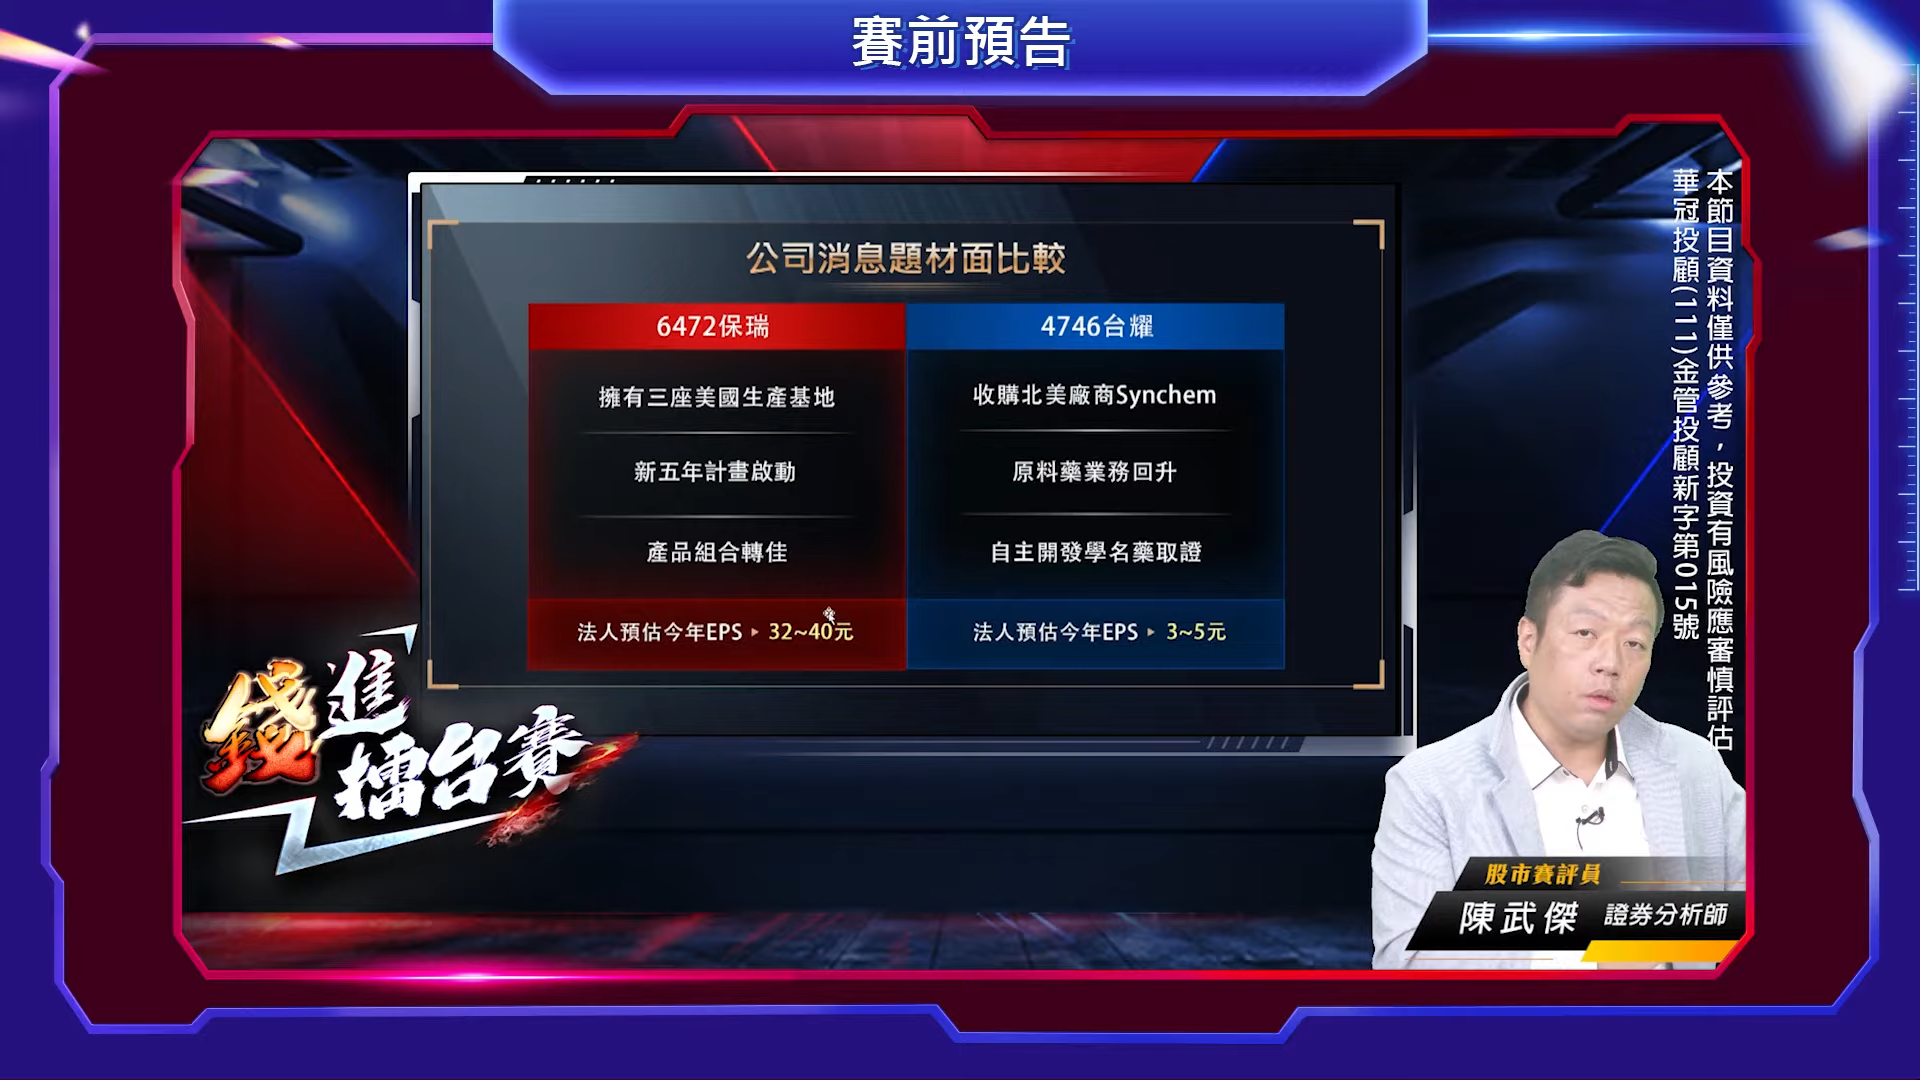 賽前預告
公司消息題材面比較
6472保瑞
4746台耀
擁有三座美國生產基地
收購北美廠商Synchem
新五年計畫啟動
原料藥業務回升
產品組合轉佳
自主開發學名藥取證
法人預估今年EPS ▸ 32~40元
法人預估今年EPS ▸ 3~5元
本節目資料僅供參考,投資有風險應審慎評估
華冠投顧(111)金管投顧新字第015號
錢進
擂台賽
股市賽評員
陳武傑 證券分析師